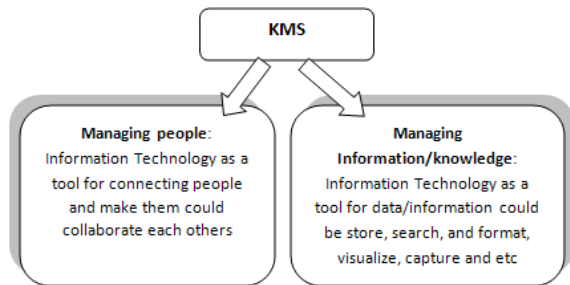 KMS
Managing people:
Information Technology as a
tool for connecting people
and make them could
collaborate each others
Managing
Information/knowledge:
Information Technology as a
tool for data/information could
be store, search, and format,
visualize, capture and etc